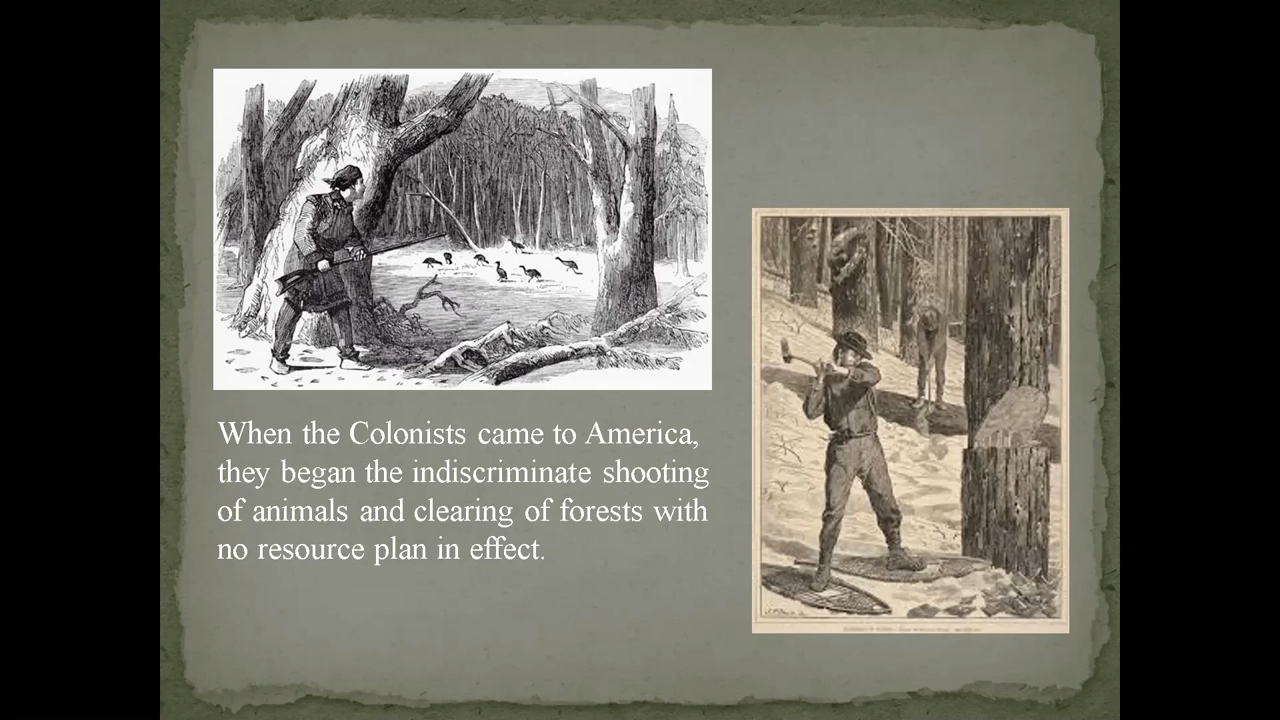 When the Colonists came to America,
they began the indiscriminate shooting
of animals and clearing of forests with
no resource plan in effect.